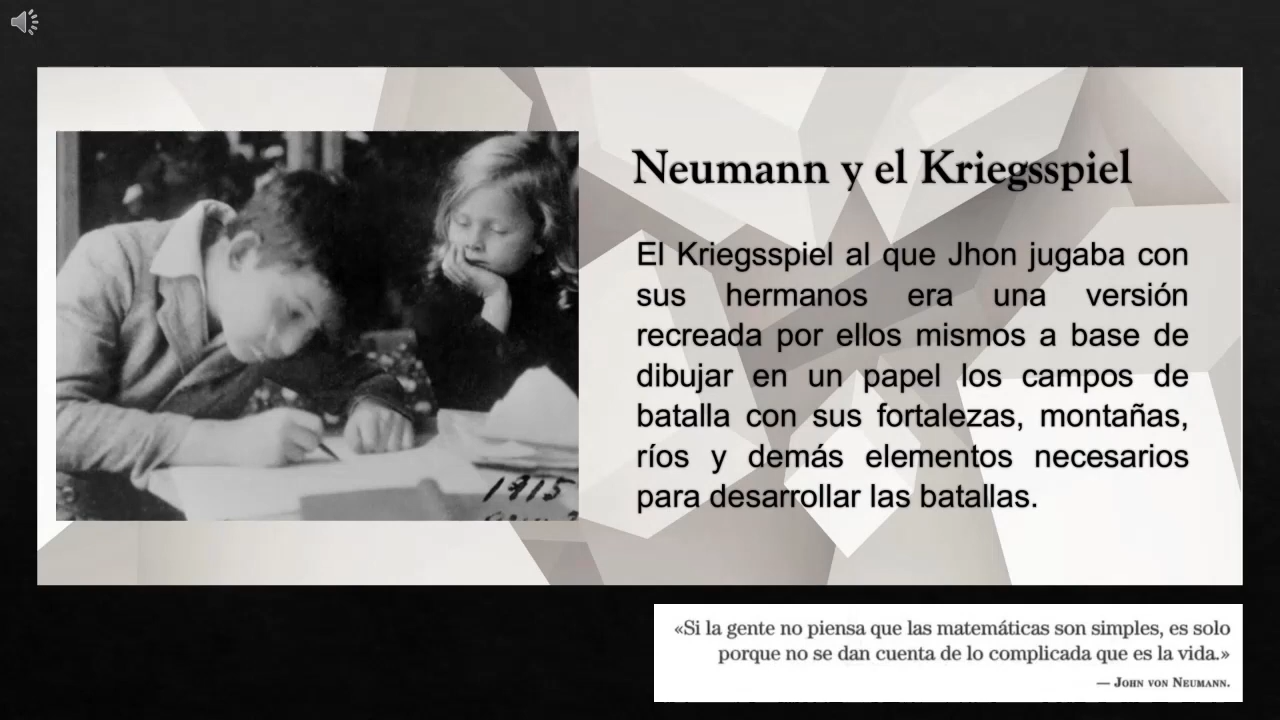 Neumann y el Kriegsspiel
El Kriegsspiel al que Jhon jugaba con
sus hermanos era una versión
recreada por ellos mismos a base de
dibujar en un papel los campos de
batalla con sus fortalezas, montañas,
ríos y demás elementos necesarios
para desarrollar las batallas.
1915
«Si la gente no piensa que las matemáticas son simples, es solo
porque no se dan cuenta de lo complicada que es la vida.»
— John von Neumann.